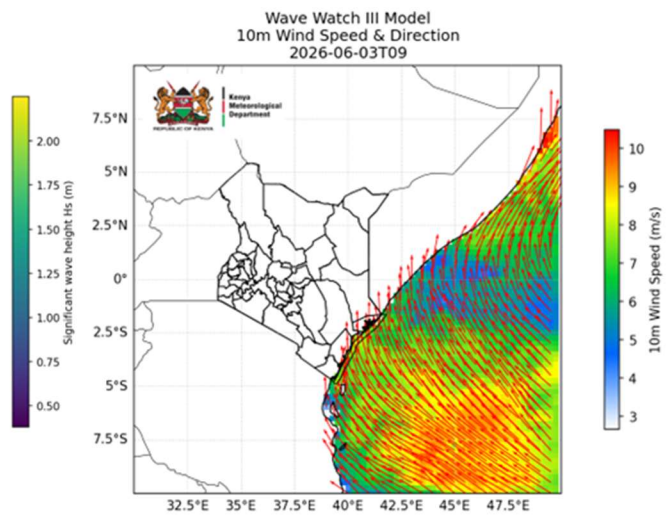 Wave Watch III Model
10m Wind Speed & Direction
2026-06-03T09
REPUBLIC OF KENYA
Kenya
Meteorological
Department
7.5°N
5°N
2.5°N
0°
2.5°S
5°S
7.5°S
32.5°E
35°E
37.5°E
40°E
42.5°E
45°E
47.5°E
2.00
1.75
1.50
1.25
1.00
0.75
0.50
Significant wave height Hs (m)
10
9
8
7
6
5
4
3
10m Wind Speed (m/s)